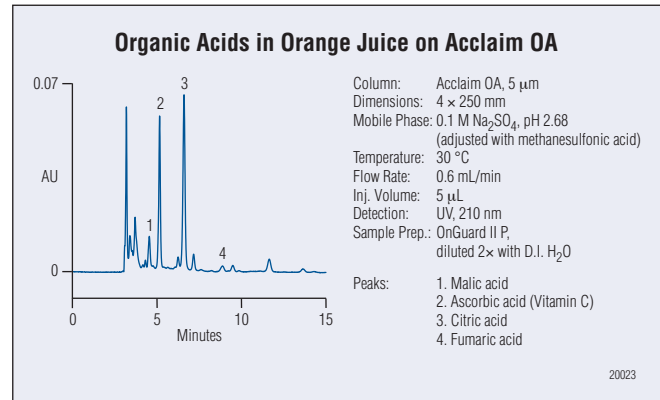 Organic Acids in Orange Juice on Acclaim OA
0.07
AU
0
1
2
3
4
0
5
10
15
Minutes
Column: Acclaim OA, 5 µm
Dimensions: 4 × 250 mm
Mobile Phase: 0.1 M Na₂SO₄, pH 2.68
(adjusted with methanesulfonic acid)
Temperature: 30 °C
Flow Rate: 0.6 mL/min
Inj. Volume: 5 µL
Detection: UV, 210 nm
Sample Prep.: OnGuard II P,
diluted 2× with D.I. H₂O
Peaks: 1. Malic acid
2. Ascorbic acid (Vitamin C)
3. Citric acid
4. Fumaric acid
20023